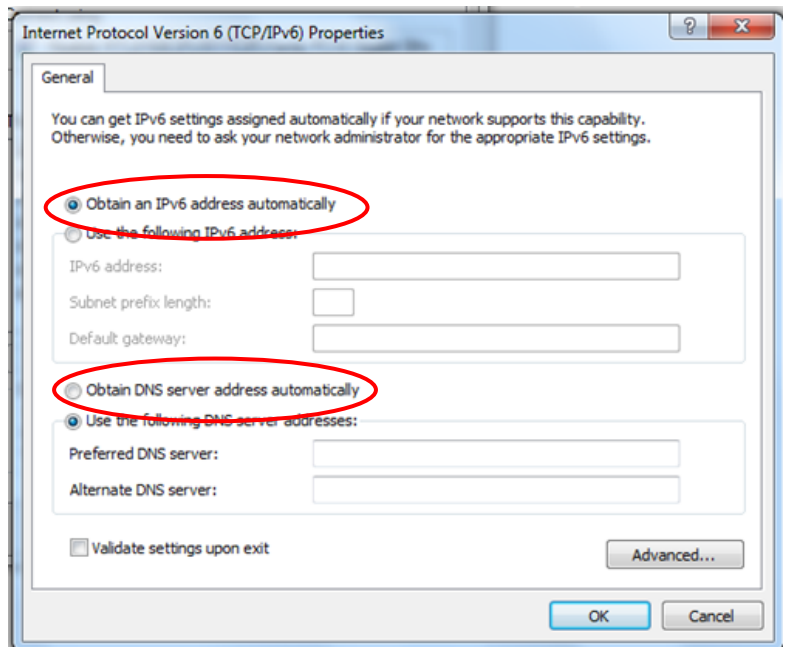 Internet Protocol Version 6 (TCP/IPv6) Properties
General
You can get IPv6 settings assigned automatically if your network supports this capability.
Otherwise, you need to ask your network administrator for the appropriate IPv6 settings.
Obtain an IPv6 address automatically
Use the following IPv6 address:
IPv6 address:
Subnet prefix length:
Default gateway:
Obtain DNS server address automatically
Use the following DNS server addresses:
Preferred DNS server:
Alternate DNS server:
Validate settings upon exit
Advanced...
OK Cancel